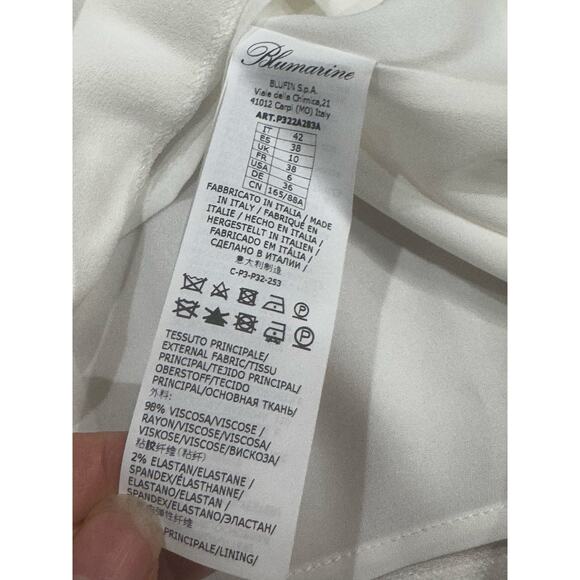 Blumarine
BLUFIN S.p.A.
Viale della Chimica,21
41012 Carpi (MO) Italy
ART.P322A283A
IT 42
ES 38
UK 10
FR 38
USA 6
DE 36
CN 165/88A
FABBRICATO IN ITALIA / MADE
IN ITALY / FABRIQUÉ EN
ITALIE / HECHO EN ITALIA /
HERGESTELLT IN ITALIEN /
FABRICADO EM ITÁLIA /
СДЕЛАНО В ИТАЛИИ /
意大利制造
C-P3-P32-253
P
P
TESSUTO PRINCIPALE/
EXTERNAL FABRIC/TISSU
PRINCIPAL/TEJIDO PRINCIPAL/
OBERSTOFF/TECIDO
PRINCIPAL/ОСНОВНАЯ ТКАНЬ/
外料:
98% VISCOSA/VISCOSE /
RAYON/VISCOSE/VISCOSA/
VISKOSE/VISCOSE/ВИСКОЗА/
粘胶纤维 (粘纤)
2% ELASTAN/ELASTANE/
SPANDEX/ÉLASTHANNE/
ELASTANO/ELASTAN /
SPANDEX/ELASTANO/ЭЛАСТАН/
弹性纤维
PRINCIPALE/LINING/